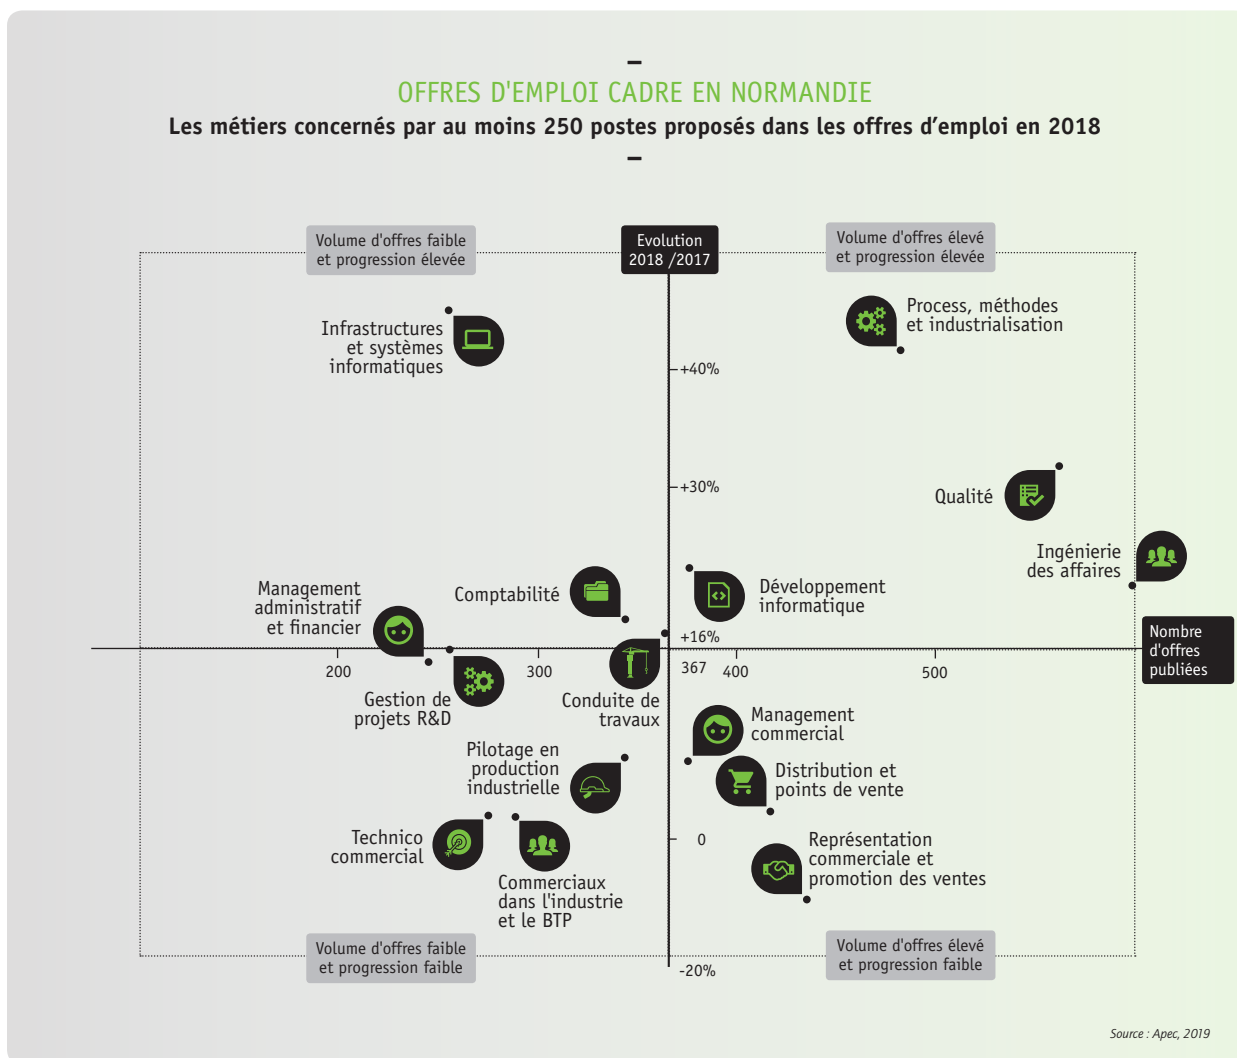 OFFRES D'EMPLOI CADRE EN NORMANDIE
Les métiers concernés par au moins 250 postes proposés dans les offres d’emploi en 2018
Volume d'offres faible
et progression élevée
Evolution
2018 /2017
Volume d'offres élevé
et progression élevée
Infrastructures
et systèmes
informatiques
Process, méthodes
et industrialisation
+40%
+30%
Qualité
Ingénierie
des affaires
Management
administratif
et financier
Comptabilité
Développement
informatique
+16%
Nombre
d'offres
publiées
200
300
367
400
500
Gestion de
projets R&D
Conduite de
travaux
Management
commercial
Pilotage en
production
industrielle
Distribution et
points de vente
Technico
commercial
0
Représentation
commerciale et
promotion des ventes
Commerciaux
dans l'industrie
et le BTP
Volume d'offres faible
et progression faible
Volume d'offres élevé
et progression faible
-20%
Source : Apec, 2019